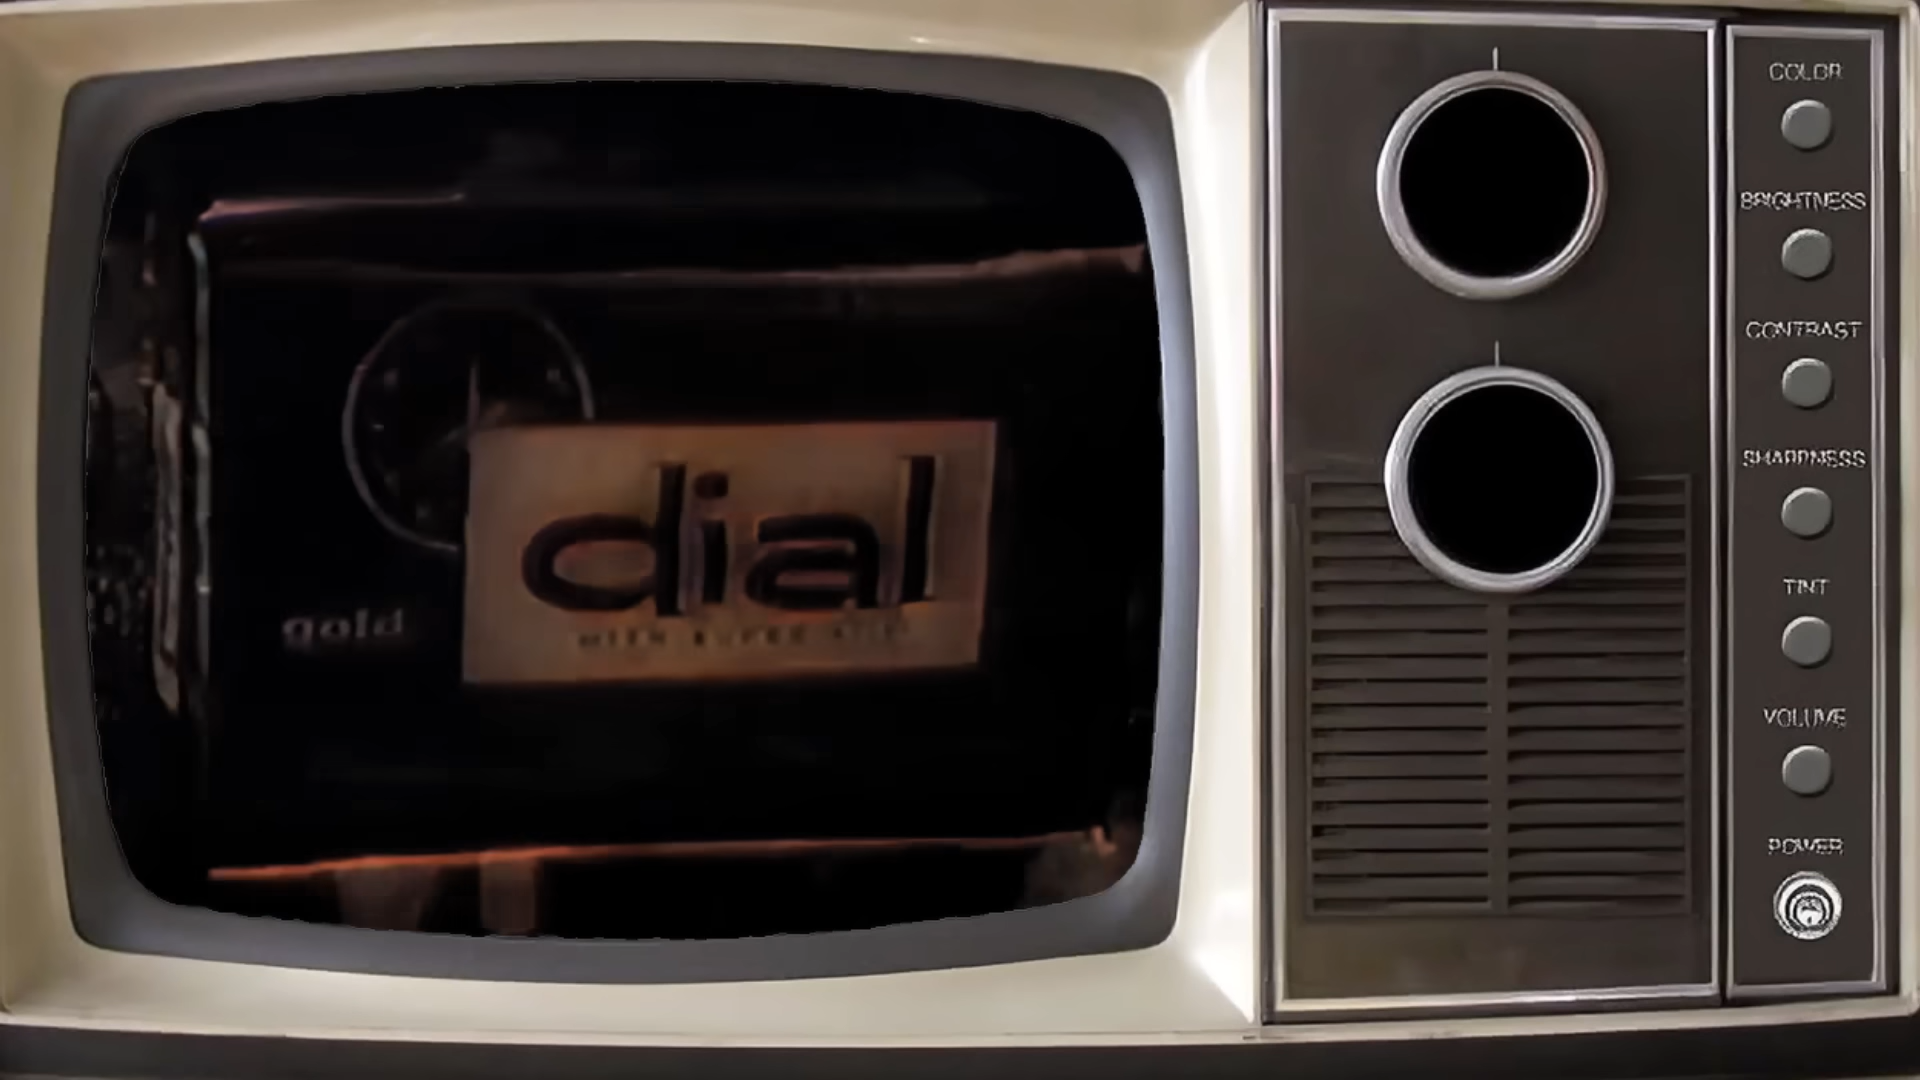 dial
gold
COLOR
BRIGHTNESS
CONTRAST
SHARPNESS
TINT
VOLUME
POWER